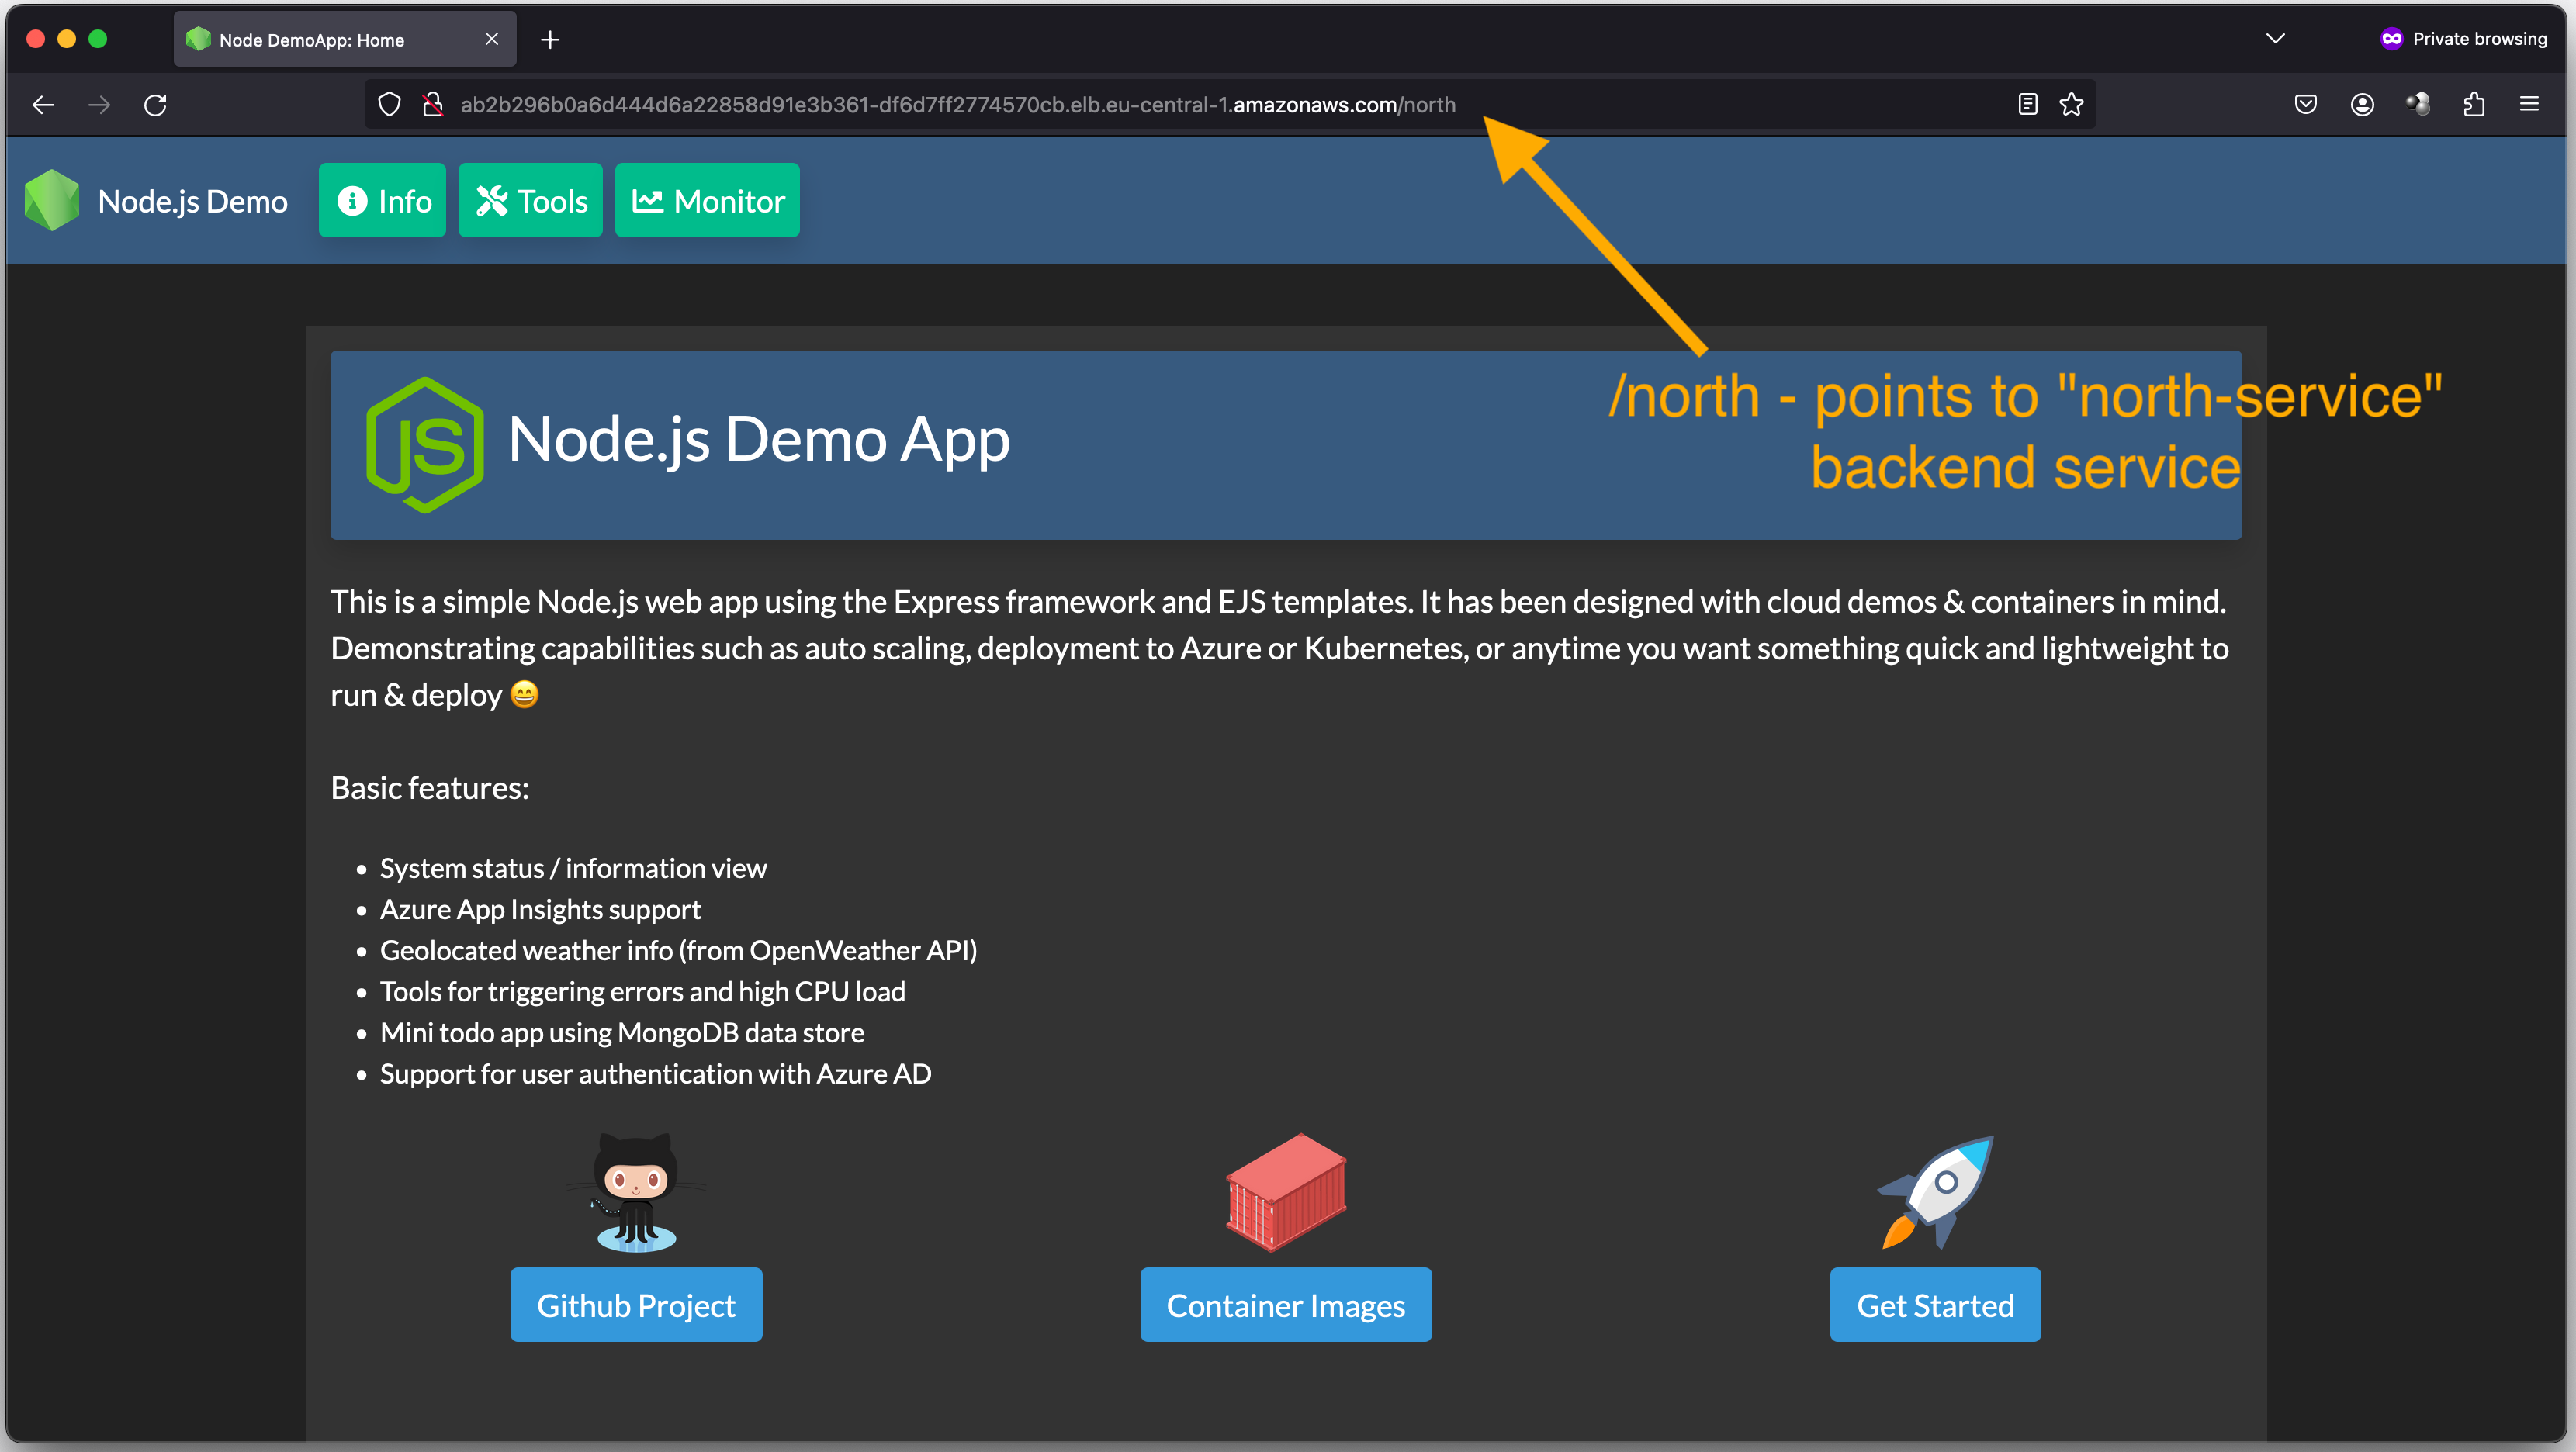 Node DemoApp: Home
Private browsing
ab2b296b0a6d444d6a22858d91e3b361-df6d7ff2774570cb.elb.eu-central-1.amazonaws.com/north
Node.js Demo
Info
Tools
Monitor
JS
Node.js Demo App
/north - points to "north-service"
backend service
This is a simple Node.js web app using the Express framework and EJS templates. It has been designed with cloud demos & containers in mind.
Demonstrating capabilities such as auto scaling, deployment to Azure or Kubernetes, or anytime you want something quick and lightweight to
run & deploy 😄
Basic features:
• System status / information view
• Azure App Insights support
• Geolocated weather info (from OpenWeather API)
• Tools for triggering errors and high CPU load
• Mini todo app using MongoDB data store
• Support for user authentication with Azure AD
Github Project
Container Images
Get Started